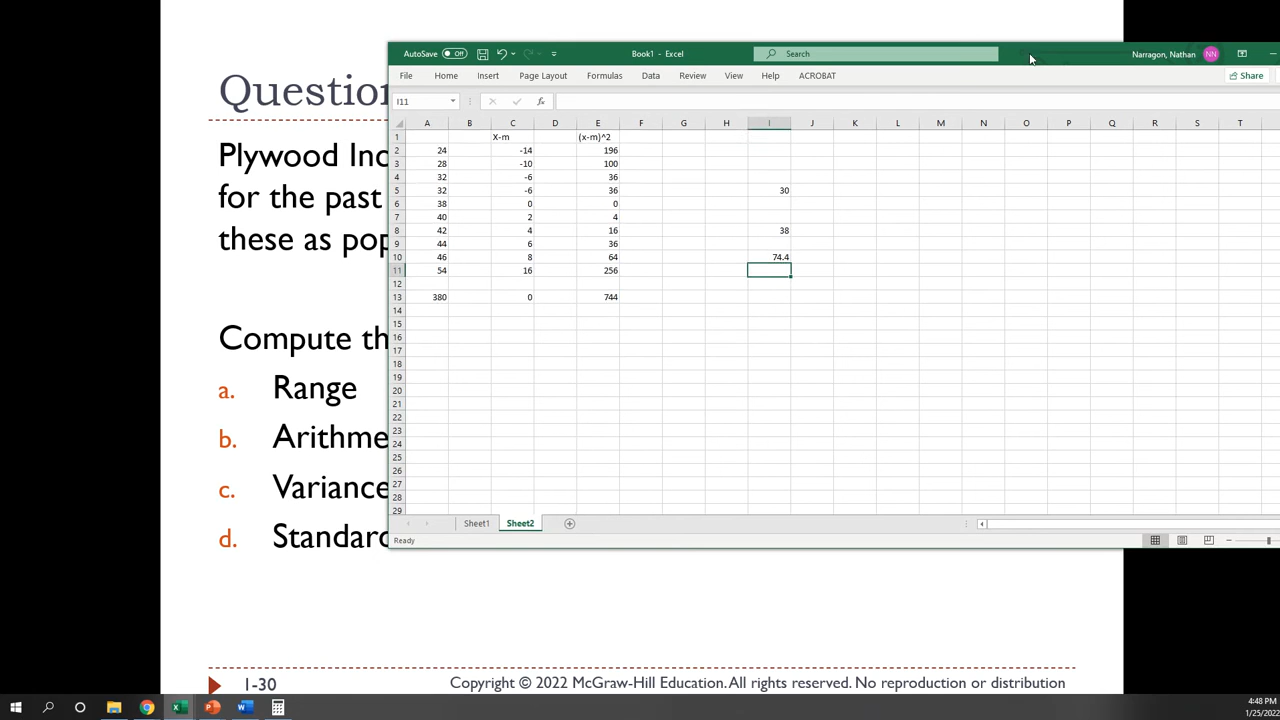 Question
Plywood Inc
for the past
these as pop
Compute th
a. Range
b. Arithme
c. Variance
d. Standard
1-30
Copyright © 2022 McGraw-Hill Education. All rights reserved. No reproduction or distribution
AutoSave Off
Book1 - Excel
Search
Narragon, Nathan NN
File Home Insert Page Layout Formulas Data Review View Help ACROBAT
Share
I11
fx
A B C D E F G H I J K L M N O P Q R S T
1 X-m (x-m)^2
2 24 -14 196
3 28 -10 100
4 32 -6 36
5 32 -6 36 30
6 38 0 0
7 40 2 4
8 42 4 16 38
9 44 6 36
10 46 8 64 74.4
11 54 16 256
12
13 380 0 744
14
15
16
17
18
19
20
21
22
23
24
25
26
27
28
29
Sheet1 Sheet2
Ready
4:48 PM
1/25/2022